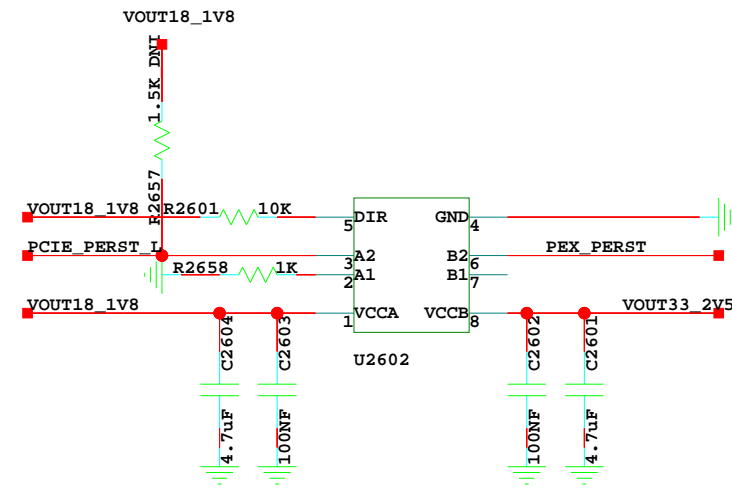 VOUT18_1V8
1.5K DNI
R2657
VOUT18_1V8 R2601 10K
DIR
5
GND
4
PCIE_PERST_L
A2
3
B2
6
PEX_PERST
R2658 1K
A1
2
B1
7
VOUT18_1V8
VCCA
1
VCCB
8
VOUT33_2V5
U2602
C2604
4.7uF
C2603
100NF
C2602
100NF
C2601
4.7uF